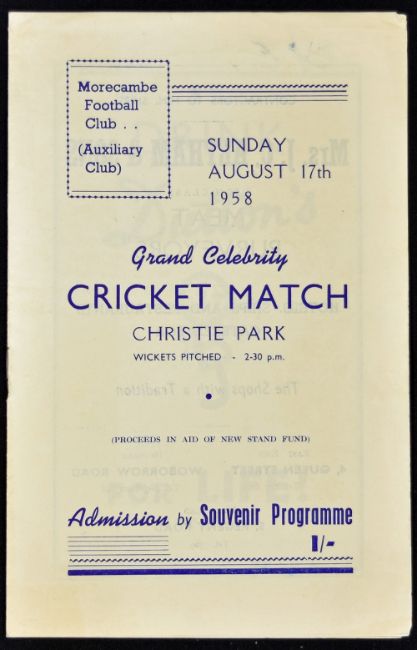 Morecambe
Football
Club . .
(Auxiliary
Club)
SUNDAY
AUGUST 17th
1958
Grand Celebrity
CRICKET MATCH
CHRISTIE PARK
WICKETS PITCHED - 2-30 p.m.
(PROCEEDS IN AID OF NEW STAND FUND)
Admission by Souvenir Programme
1/-